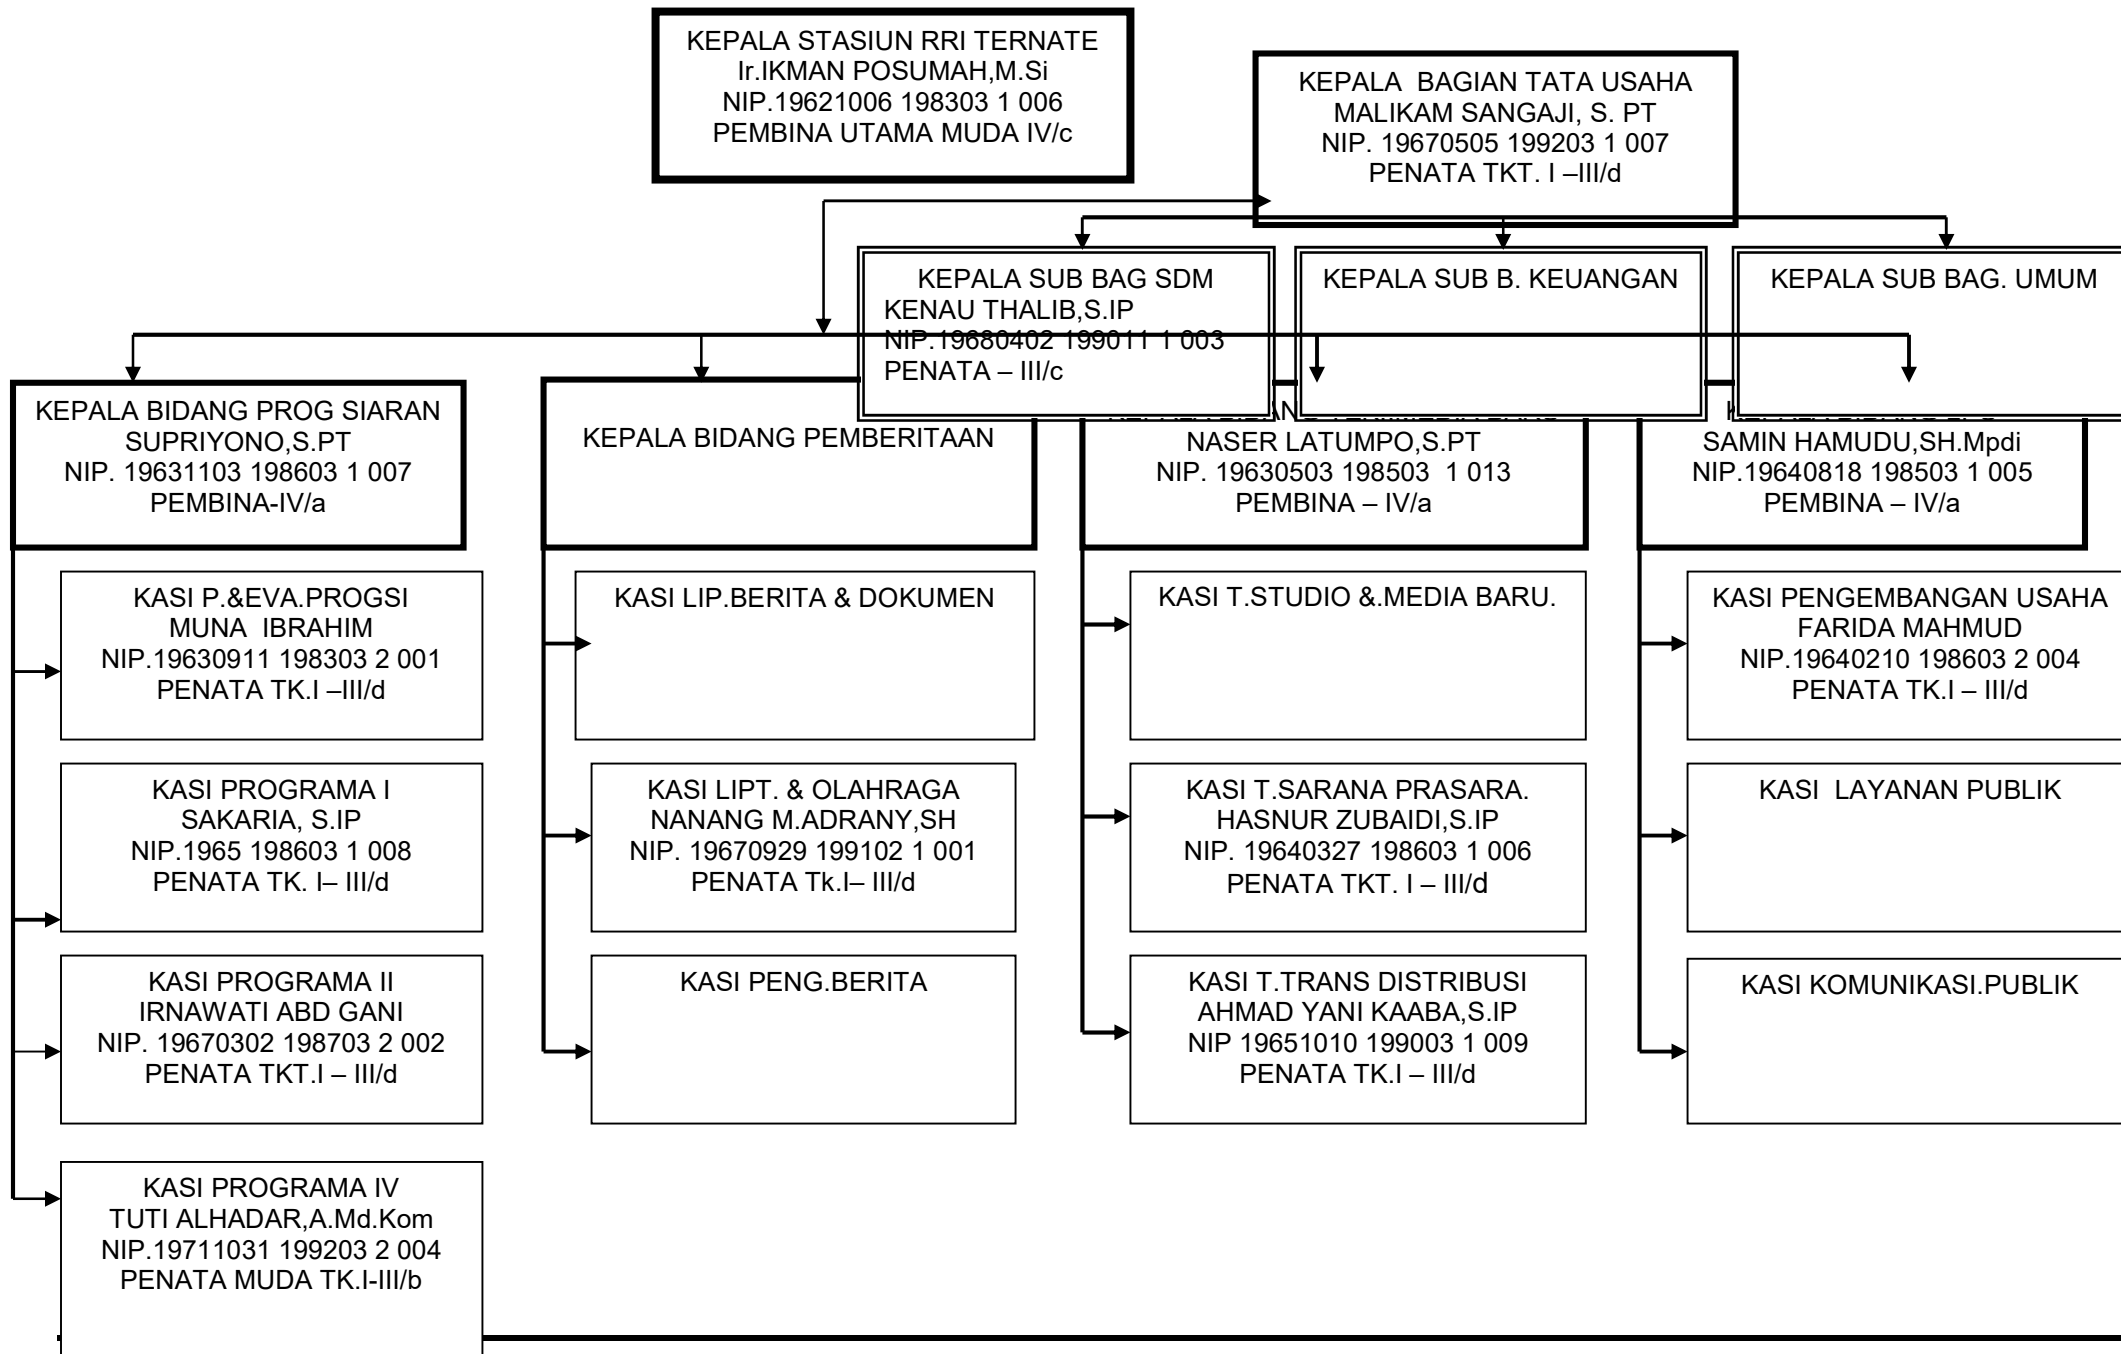 KEPALA STASIUN RRI TERNATE
Ir.IKMAN POSUMAH,M.Si
NIP.19621006 198303 1 006
PEMBINA UTAMA MUDA IV/c
KEPALA BAGIAN TATA USAHA
MALIKAM SANGAJI, S. PT
NIP. 19670505 199203 1 007
PENATA TKT. I –III/d
KEPALA SUB BAG SDM
KENAU THALIB,S.IP
NIP.19680402 199011 1 003
PENATA – III/c
KEPALA SUB B. KEUANGAN
KEPALA SUB BAG. UMUM
KEPALA BIDANG PROG SIARAN
SUPRIYONO,S.PT
NIP. 19631103 198603 1 007
PEMBINA-IV/a
KEPALA BIDANG PEMBERITAAN
NASER LATUMPO,S.PT
NIP. 19630503 198503 1 013
PEMBINA – IV/a
SAMIN HAMUDU,SH.Mpdi
NIP.19640818 198503 1 005
PEMBINA – IV/a
KASI P.&EVA.PROGSI
MUNA IBRAHIM
NIP.19630911 198303 2 001
PENATA TK.I –III/d
KASI LIP.BERITA & DOKUMEN
KASI T.STUDIO &.MEDIA BARU.
KASI PENGEMBANGAN USAHA
FARIDA MAHMUD
NIP.19640210 198603 2 004
PENATA TK.I – III/d
KASI PROGRAMA I
SAKARIA, S.IP
NIP.1965 198603 1 008
PENATA TK. I– III/d
KASI LIPT. & OLAHRAGA
NANANG M.ADRANY,SH
NIP. 19670929 199102 1 001
PENATA Tk.I– III/d
KASI T.SARANA PRASARA.
HASNUR ZUBAIDI,S.IP
NIP. 19640327 198603 1 006
PENATA TKT. I – III/d
KASI LAYANAN PUBLIK
KASI PROGRAMA II
IRNAWATI ABD GANI
NIP. 19670302 198703 2 002
PENATA TKT.I – III/d
KASI PENG.BERITA
KASI T.TRANS DISTRIBUSI
AHMAD YANI KAABA,S.IP
NIP 19651010 199003 1 009
PENATA TK.I – III/d
KASI KOMUNIKASI.PUBLIK
KASI PROGRAMA IV
TUTI ALHADAR,A.Md.Kom
NIP.19711031 199203 2 004
PENATA MUDA TK.I-III/b